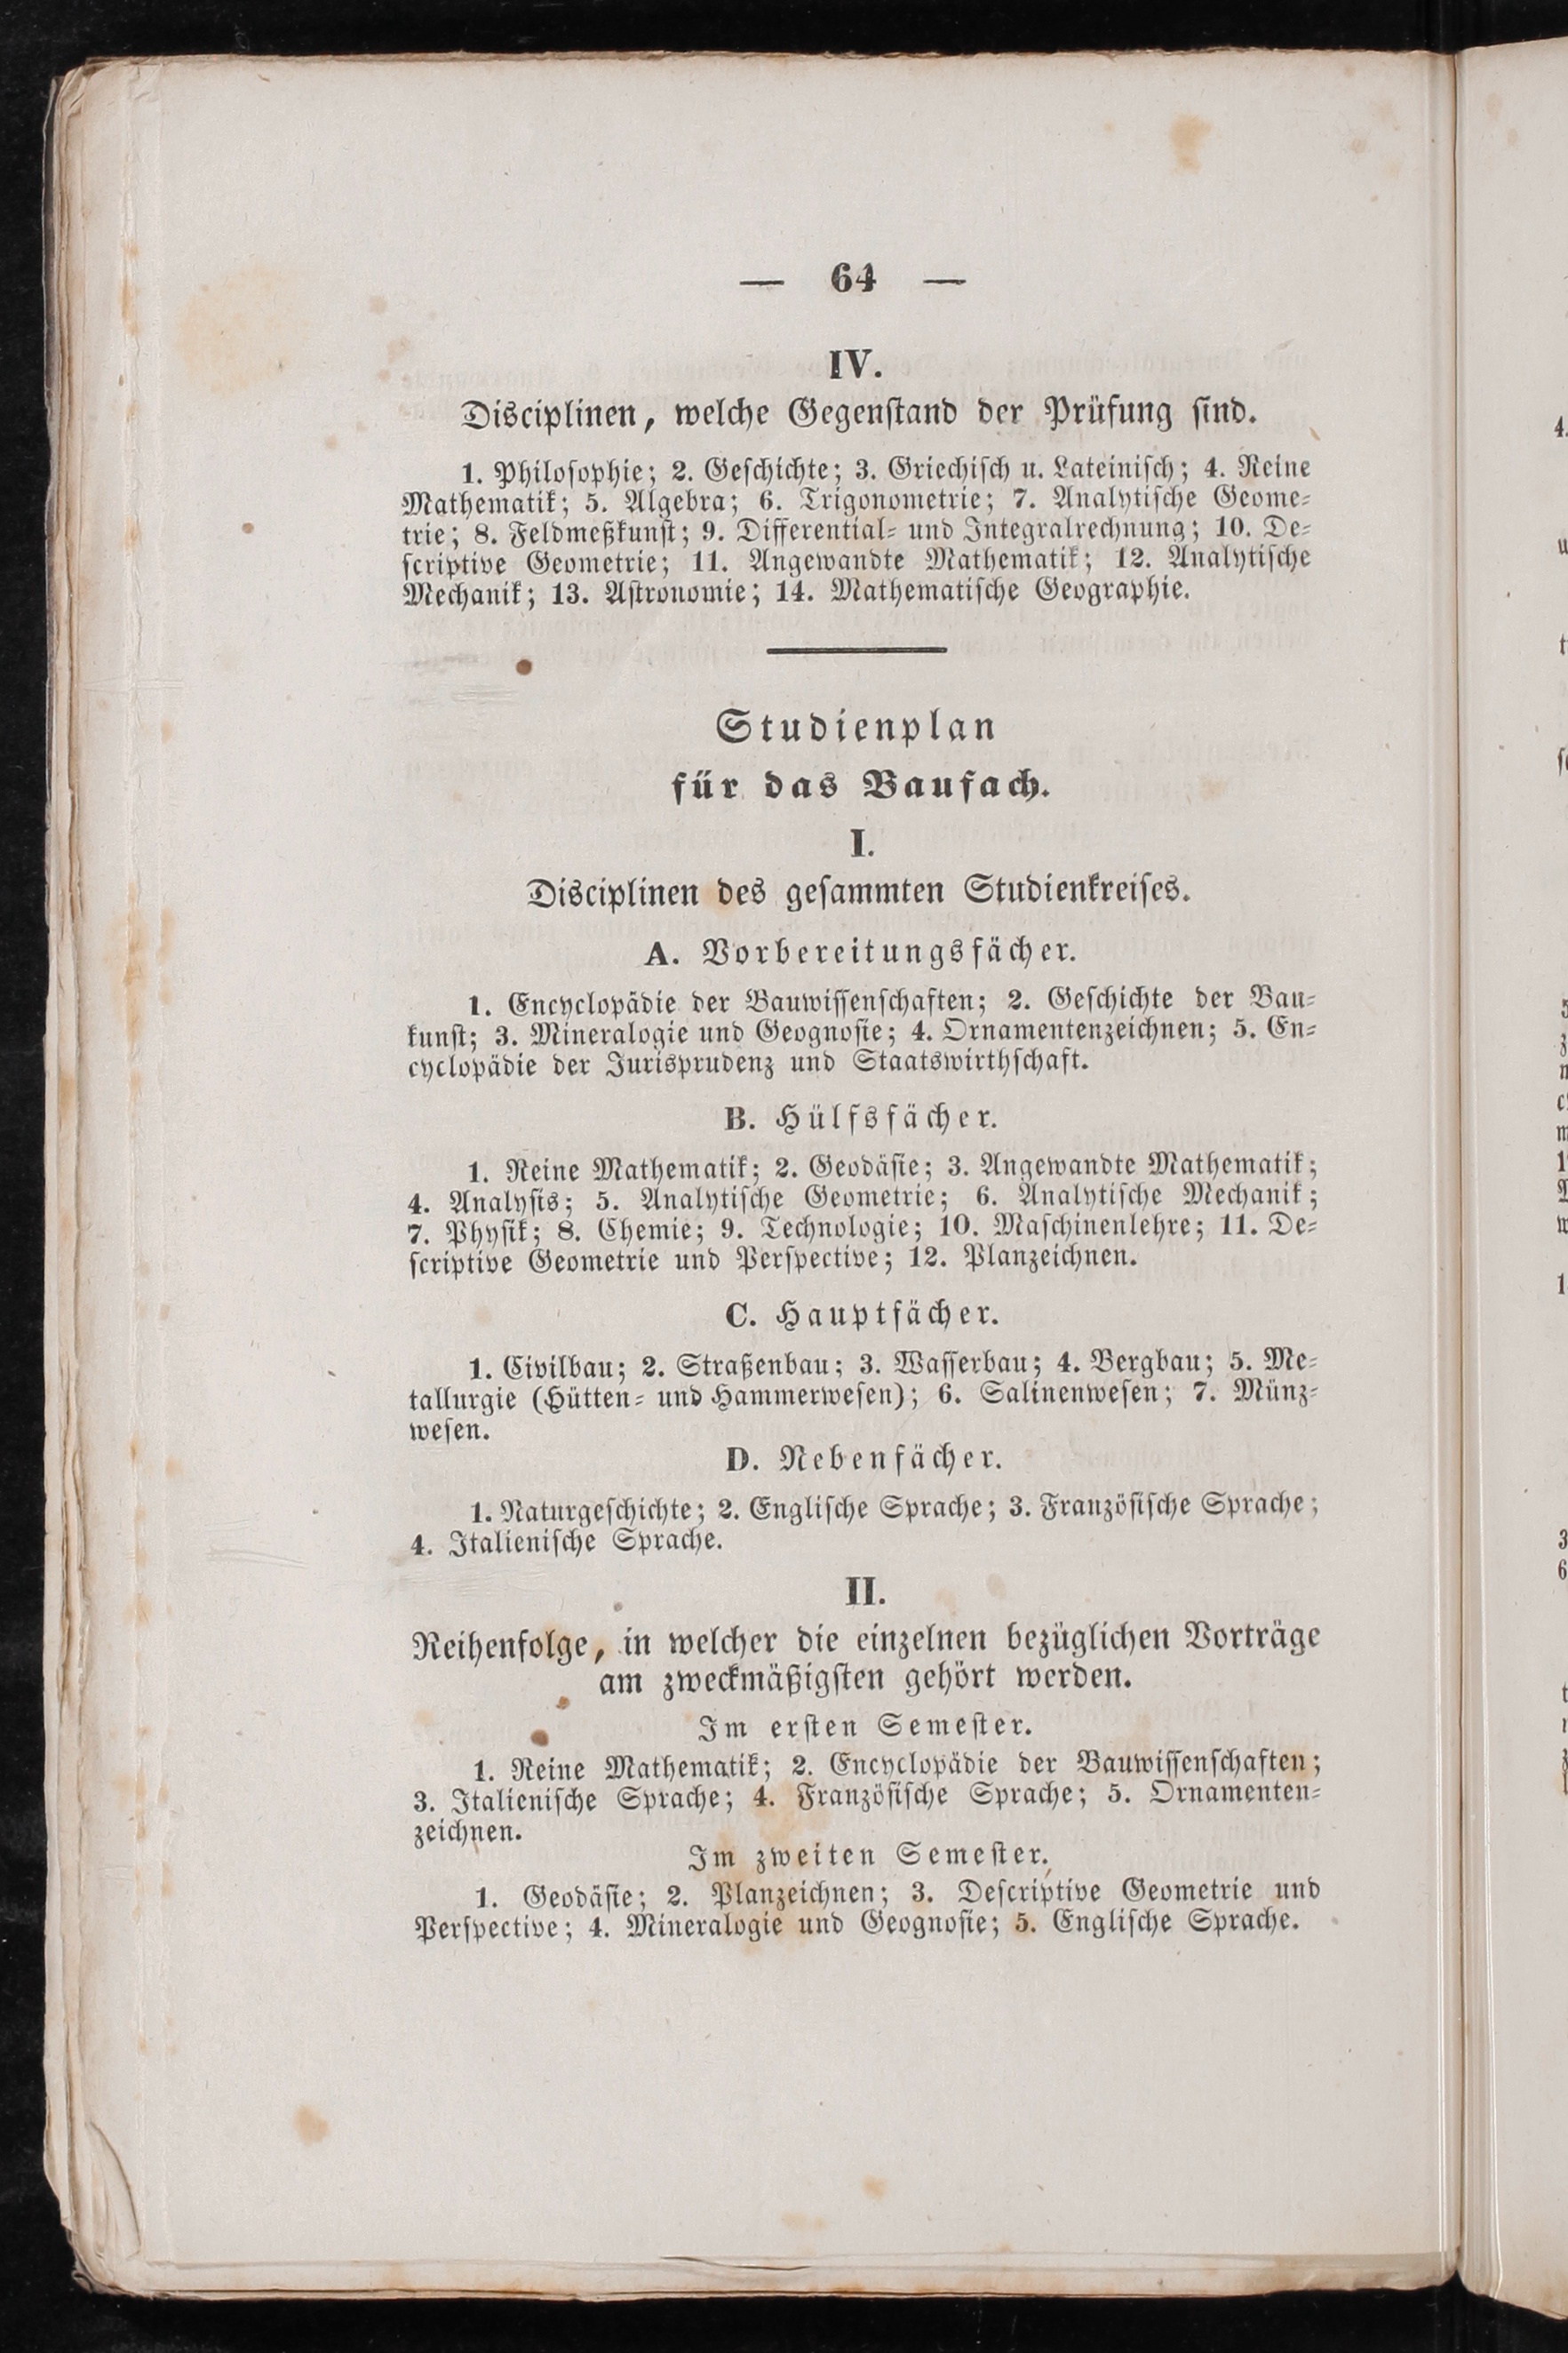 — 64 —
IV.
Disciplinen, welche Gegenſtand der Prüfung ſind.
1. Philoſophie; 2. Geſchichte; 3. Griechiſch u. Lateiniſch; 4. Reine
Mathematik; 5. Algebra; 6. Trigonometrie; 7. Analytiſche Geome-
trie; 8. Feldmeßkunſt; 9. Differential- und Integralrechnung; 10. De-
ſcriptive Geometrie; 11. Angewandte Mathematik; 12. Analytiſche
Mechanik; 13. Aſtronomie; 14. Mathematiſche Geographie.
Studienplan
für das Baufach.
I.
Disciplinen des geſammten Studienkreiſes.
A. Vorbereitungsfächer.
1. Encyclopädie der Bauwiſſenſchaften; 2. Geſchichte der Bau-
kunſt; 3. Mineralogie und Geognoſie; 4. Ornamentenzeichnen; 5. En-
cyclopädie der Jurisprudenz und Staatswirthſchaft.
B. Hülfsfächer.
1. Reine Mathematik; 2. Geodäſie; 3. Angewandte Mathematik;
4. Analyſis; 5. Analytiſche Geometrie; 6. Analytiſche Mechanik;
7. Phyſik; 8. Chemie; 9. Technologie; 10. Maſchinenlehre; 11. De-
ſcriptive Geometrie und Perſpective; 12. Planzeichnen.
C. Hauptfächer.
1. Civilbau; 2. Straßenbau; 3. Waſſerbau; 4. Bergbau; 5. Me-
tallurgie (Hütten- und Hammerweſen); 6. Salinenweſen; 7. Münz-
weſen.
D. Nebenfächer.
1. Naturgeſchichte; 2. Engliſche Sprache; 3. Franzöſiſche Sprache;
4. Italieniſche Sprache.
II.
Reihenfolge, in welcher die einzelnen bezüglichen Vorträge
am zweckmäßigſten gehört werden.
Im erſten Semeſter.
1. Reine Mathematik; 2. Encyclopädie der Bauwiſſenſchaften;
3. Italieniſche Sprache; 4. Franzöſiſche Sprache; 5. Ornamenten-
zeichnen.
Im zweiten Semeſter.
1. Geodäſie; 2. Planzeichnen; 3. Deſcriptive Geometrie und
Perſpective; 4. Mineralogie und Geognoſie; 5. Engliſche Sprache.